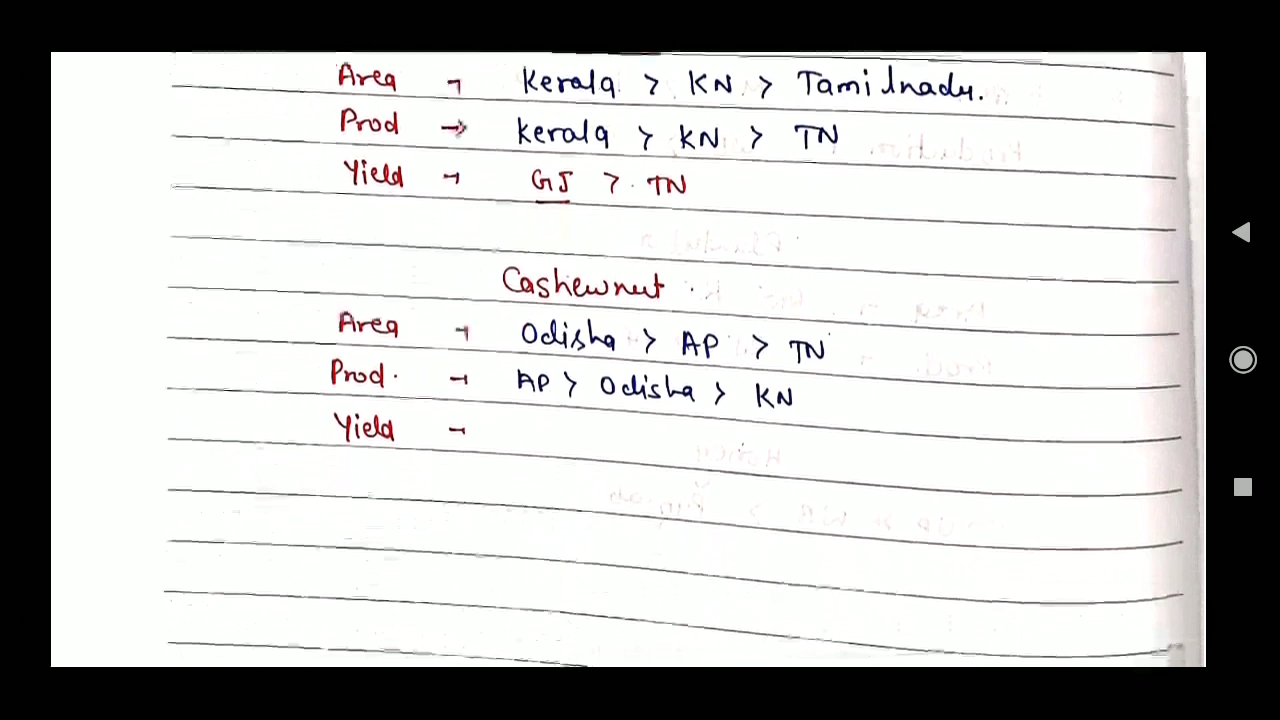 Area → Kerala > KN > Tamilnadu.
Prod → Kerala > KN > TN
Yield → GJ > TN
Cashewnut
Area → Odisha > AP > TN
Prod. → AP > Odisha > KN
Yield →